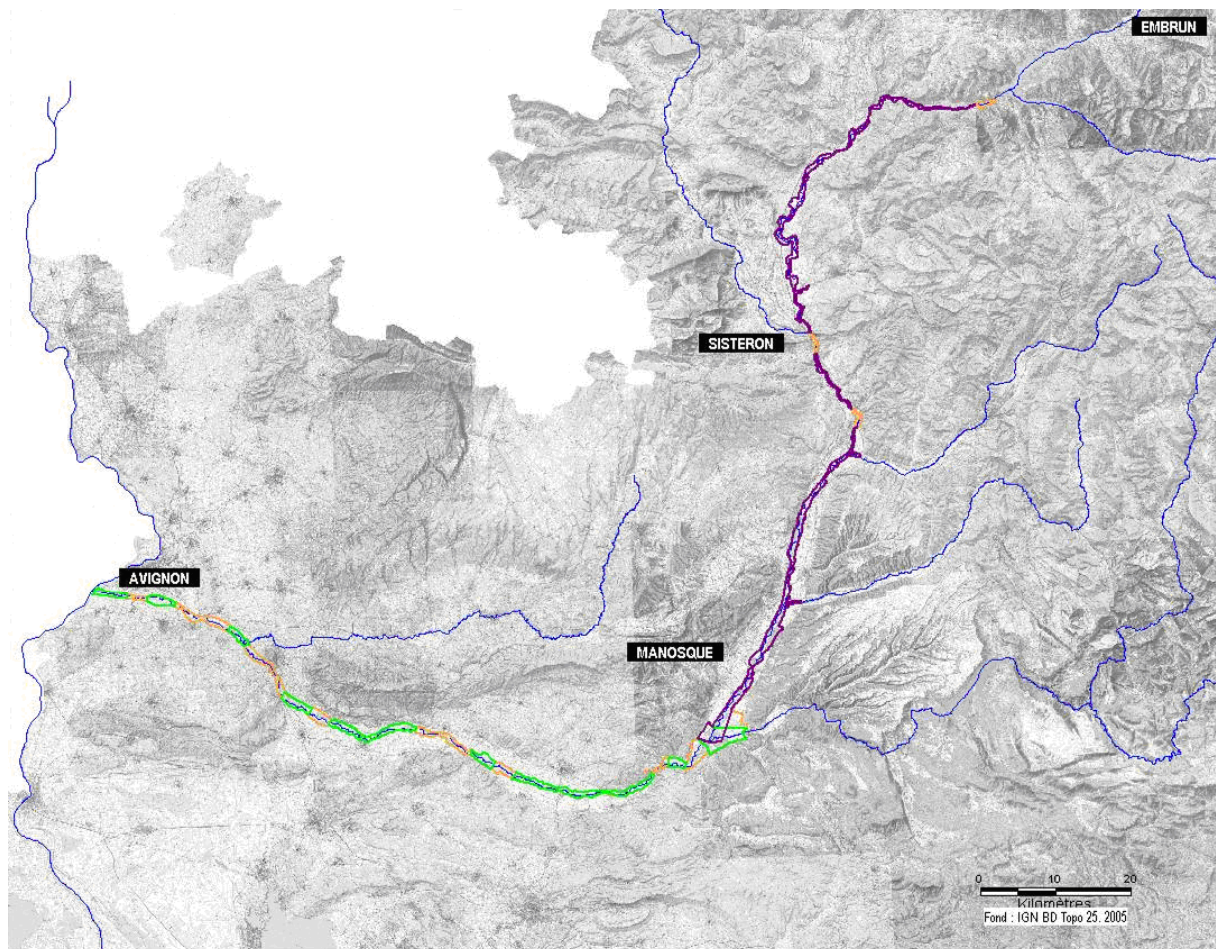 EMBRUN
SISTERON
AVIGNON
MANOSQUE
0 10 20
Kilomètres
Fond : IGN BD Topo 25, 2005